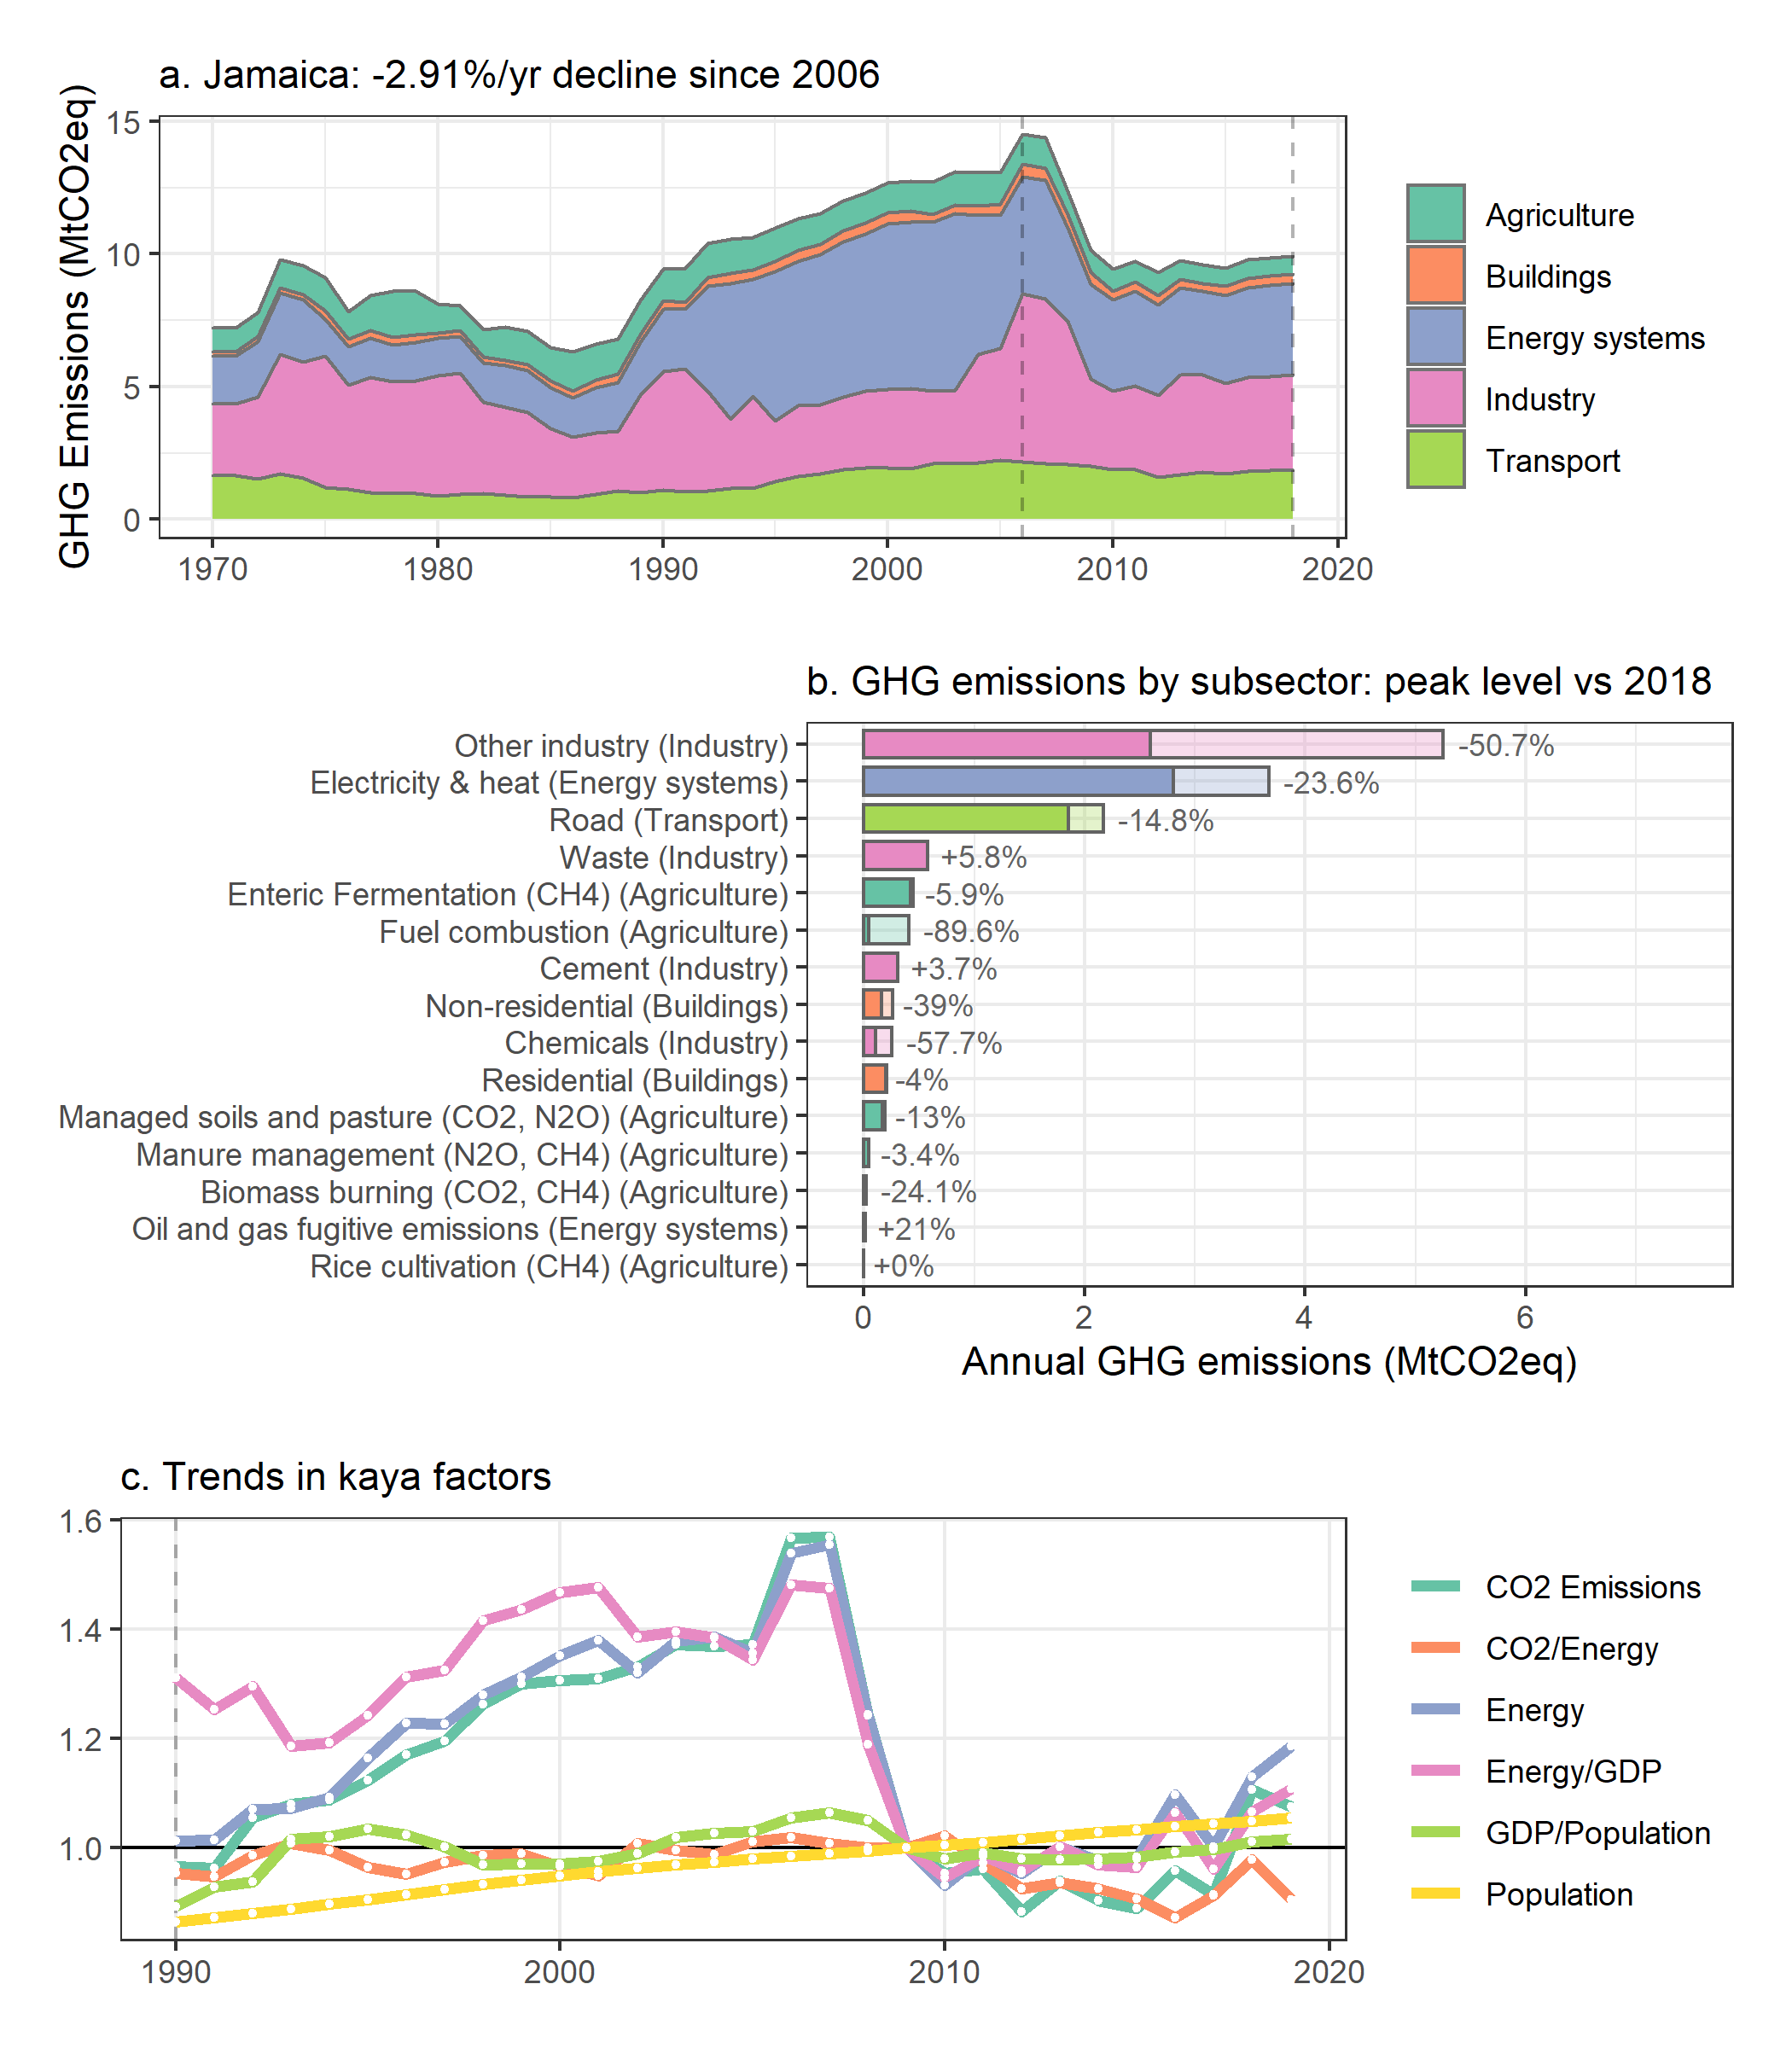 a. Jamaica: -2.91%/yr decline since 2006
GHG Emissions (MtCO2eq)
15
10
5
0
1970 1980 1990 2000 2010 2020
Agriculture
Buildings
Energy systems
Industry
Transport
b. GHG emissions by subsector: peak level vs 2018
Other industry (Industry) -50.7%
Electricity & heat (Energy systems) -23.6%
Road (Transport) -14.8%
Waste (Industry) +5.8%
Enteric Fermentation (CH4) (Agriculture) -5.9%
Fuel combustion (Agriculture) -89.6%
Cement (Industry) +3.7%
Non-residential (Buildings) -39%
Chemicals (Industry) -57.7%
Residential (Buildings) -4%
Managed soils and pasture (CO2, N2O) (Agriculture) -13%
Manure management (N2O, CH4) (Agriculture) -3.4%
Biomass burning (CO2, CH4) (Agriculture) -24.1%
Oil and gas fugitive emissions (Energy systems) +21%
Rice cultivation (CH4) (Agriculture) +0%
0 2 4 6
Annual GHG emissions (MtCO2eq)
c. Trends in kaya factors
1.6
1.4
1.2
1.0
1990 2000 2010 2020
CO2 Emissions
CO2/Energy
Energy
Energy/GDP
GDP/Population
Population